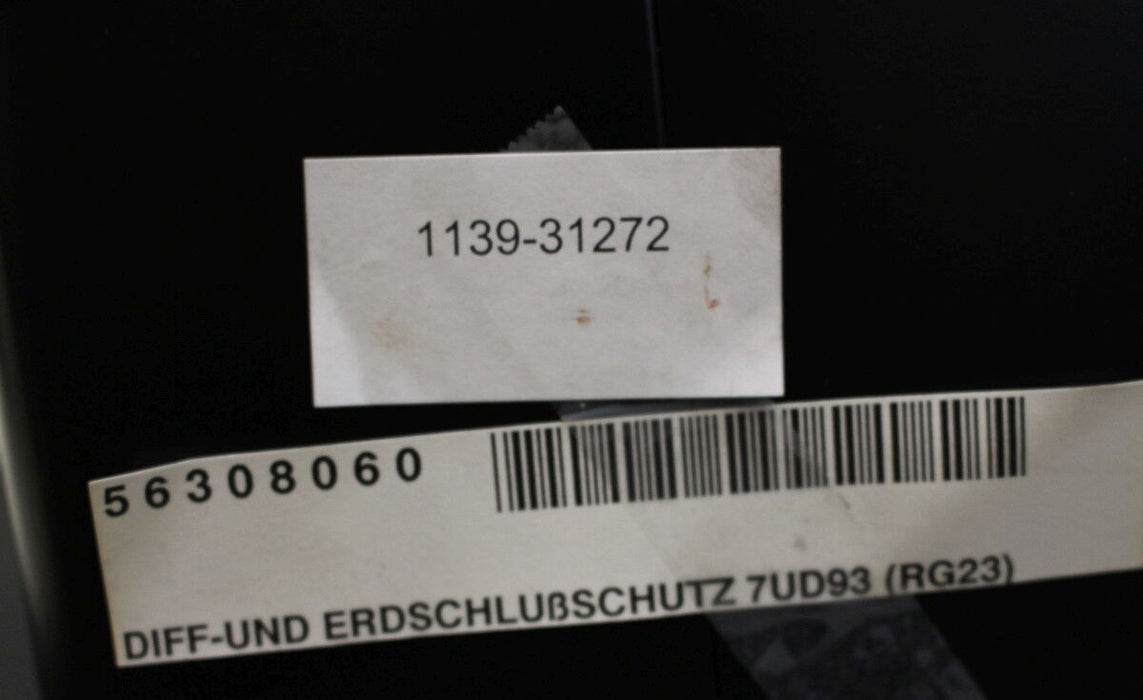 1139-31272
56308060
DIFF-UND ERDSCHLUßSCHUTZ 7UD93 (RG23)